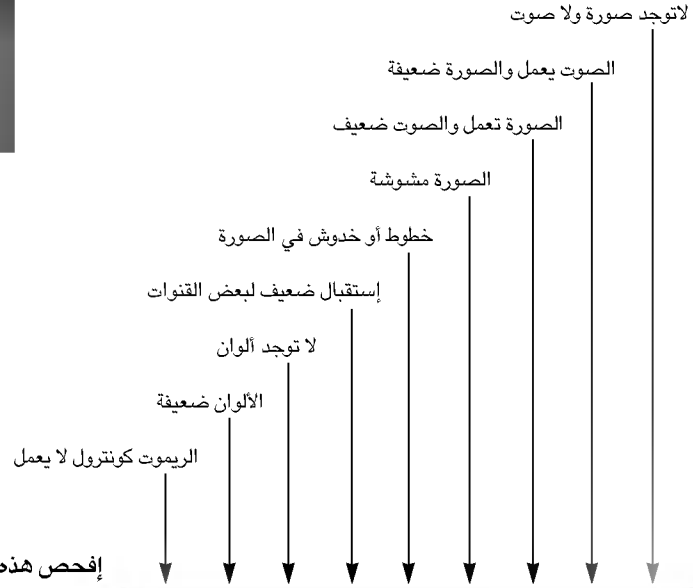 لاتوجد صورة ولا صوت
الصوت يعمل والصورة ضعيفة
الصورة تعمل والصوت ضعيف
الصورة مشوشة
خطوط أو خدوش في الصورة
إستقبال ضعيف لبعض القنوات
لا توجد ألوان
الألوان ضعيفة
الريموت كونترول لا يعمل
إفحص